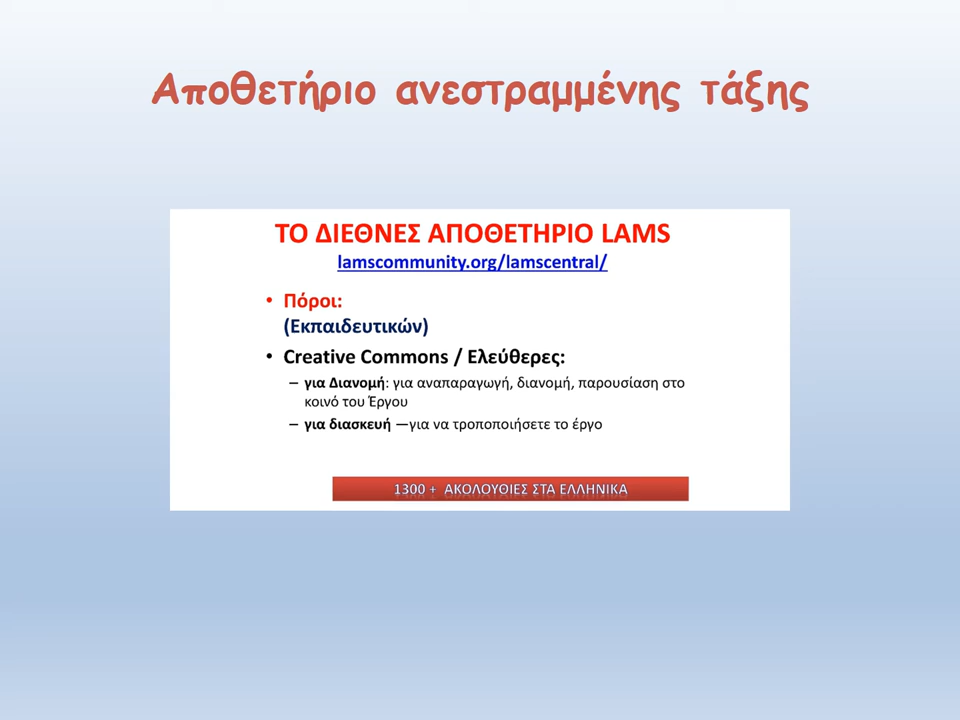 Αποθετήριο ανεστραμμένης τάξης
ΤΟ ΔΙΕΘΝΕΣ ΑΠΟΘΕΤΗΡΙΟ LAMS
lamscommunity.org/lamscentral/
• Πόροι:
(Εκπαιδευτικών)
• Creative Commons / Ελεύθερες:
– για Διανομή: για αναπαραγωγή, διανομή, παρουσίαση στο
κοινό του Έργου
– για διασκευή —για να τροποποιήσετε το έργο
1300 + ΑΚΟΛΟΥΘΙΕΣ ΣΤΑ ΕΛΛΗΝΙΚΑ